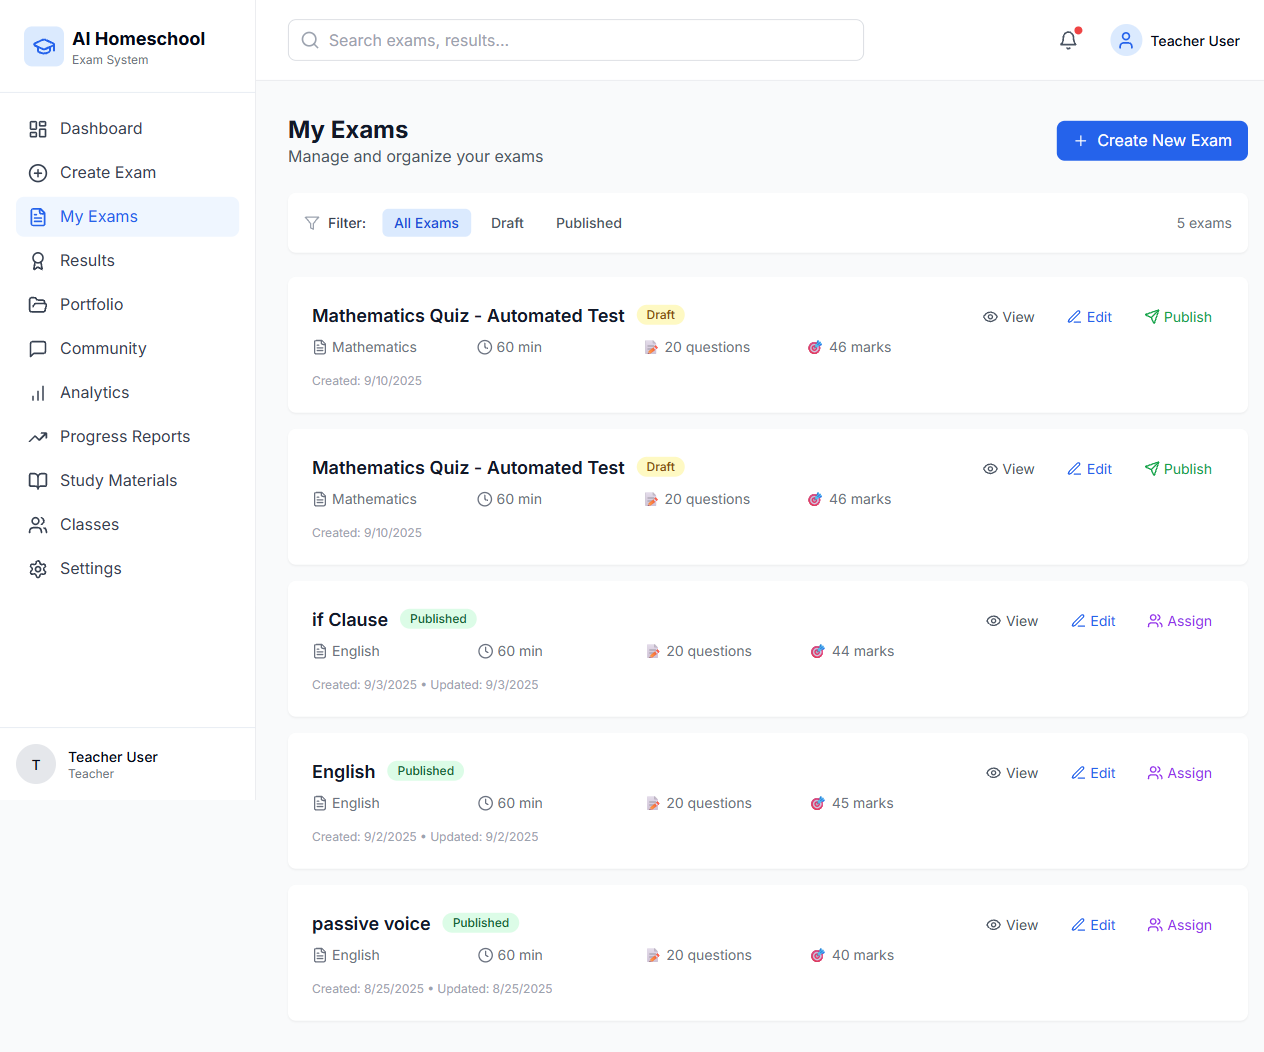 AI Homeschool
Exam System
Search exams, results...
Teacher User
Dashboard
Create Exam
My Exams
Results
Portfolio
Community
Analytics
Progress Reports
Study Materials
Classes
Settings
T
Teacher User
Teacher
My Exams
Manage and organize your exams
+ Create New Exam
Filter: All Exams Draft Published 5 exams
Mathematics Quiz - Automated Test Draft View Edit Publish
Mathematics 60 min 20 questions 46 marks
Created: 9/10/2025
Mathematics Quiz - Automated Test Draft View Edit Publish
Mathematics 60 min 20 questions 46 marks
Created: 9/10/2025
if Clause Published View Edit Assign
English 60 min 20 questions 44 marks
Created: 9/3/2025 • Updated: 9/3/2025
English Published View Edit Assign
English 60 min 20 questions 45 marks
Created: 9/2/2025 • Updated: 9/2/2025
passive voice Published View Edit Assign
English 60 min 20 questions 40 marks
Created: 8/25/2025 • Updated: 8/25/2025